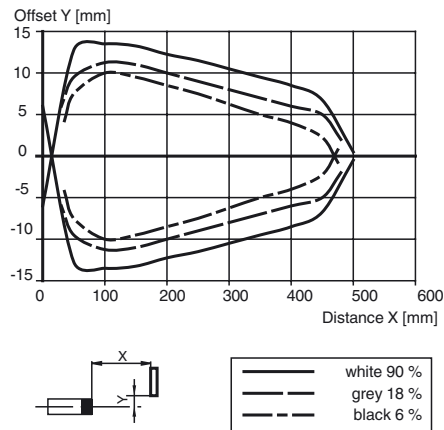 Offset Y [mm]
15
10
5
0
-5
-10
-15
0 100 200 300 400 500 600
Distance X [mm]
X
Y
white 90 %
grey 18 %
black 6 %